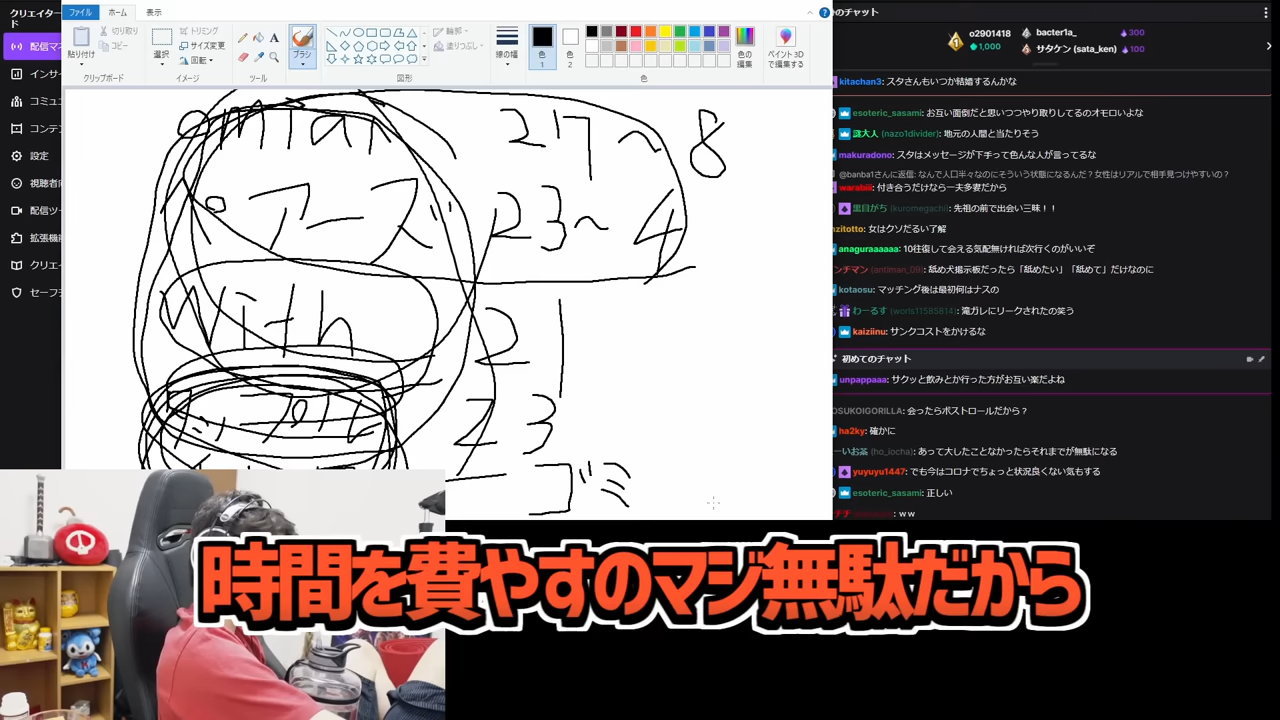 ファイル
ホーム
表示
貼り付け
切り取り
コピー
クリップボード
選択
トリミング
サイズ変更
回転
イメージ
A
ツール
ブラシ
輪郭
塗りつぶし
図形
線の幅
色
1
色
2
色の
編集
ペイント3D
で編集する
色
クリエイター
配信マ
インサイ
コミュニ
コンテン
設定
視聴者向
配信ツー
拡張機能
クリエイ
セーフテ
omiai 27〜8
23〜4
With 21
23
ゴミ
のチャット
1
o2901418
1,000
bacter1a_
300
サタケン (sata_ken)
100
kitachan3: スタさんもいつか結婚するんかな
esoteric_sasami: お互い面倒だと思いつつやり取りしてるのオモロいよな
謎大人 (nazo1divider): 地元の人間と当たりそう
makuradono: スタはメッセージが下手って色んな人が言ってるな
@banba1さんに返信: なんで人口半々なのにそういう状態になるんだ？女性はリアルで相手見つけやすいの？
warabiii: 付き合うだけなら一夫多妻だから
黒目がち (kuromegachi): 先祖の前で出会い三昧！！
nzitotto: 女はクソだるい了解
anaguraaaaaa: 10往復して会える気配無ければ次行くのがいいぞ
ンチマン (antiman_09): 舐め犬掲示板だったら「舐めたい」「舐めて」だけなのに
kotaosu: マッチング後は最初何はナスの
わーるす (worls11585814): 滝ガレにリークされたの笑う
kaiziinu: サンクコストをかけるな
初めてのチャット
unpappaaa: サクッと飲みとか行った方がお互い楽だよね
OSUKOIGORILLA: 会ったらボストロールだから？
ha2ky: 確かに
ーいお茶 (ho_iocha): あって大したことなかったらそれまでが無駄になる
yuyuyu1447: でも今はコロナでちょっと状況良くない気もする
esoteric_sasami: 正しい
ｗｗ
時間を費やすのマジ無駄だから